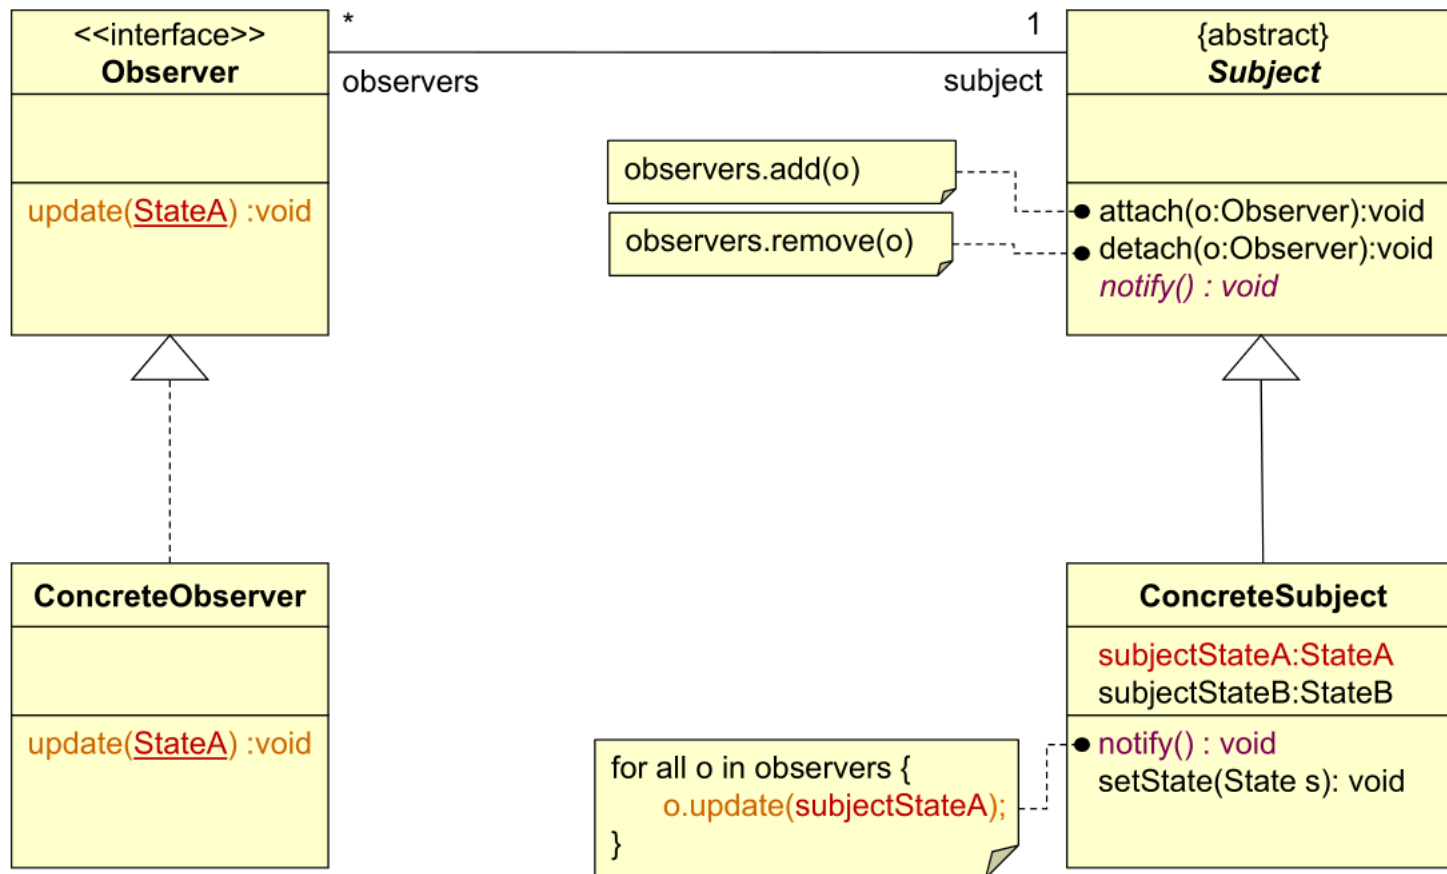 <<interface>>
Observer
update(StateA) :void
*
observers
1
subject
{abstract}
Subject
attach(o:Observer):void
detach(o:Observer):void
notify() : void
observers.add(o)
observers.remove(o)
ConcreteObserver
update(StateA) :void
ConcreteSubject
subjectStateA:StateA
subjectStateB:StateB
notify() : void
setState(State s): void
for all o in observers {
o.update(subjectStateA);
}